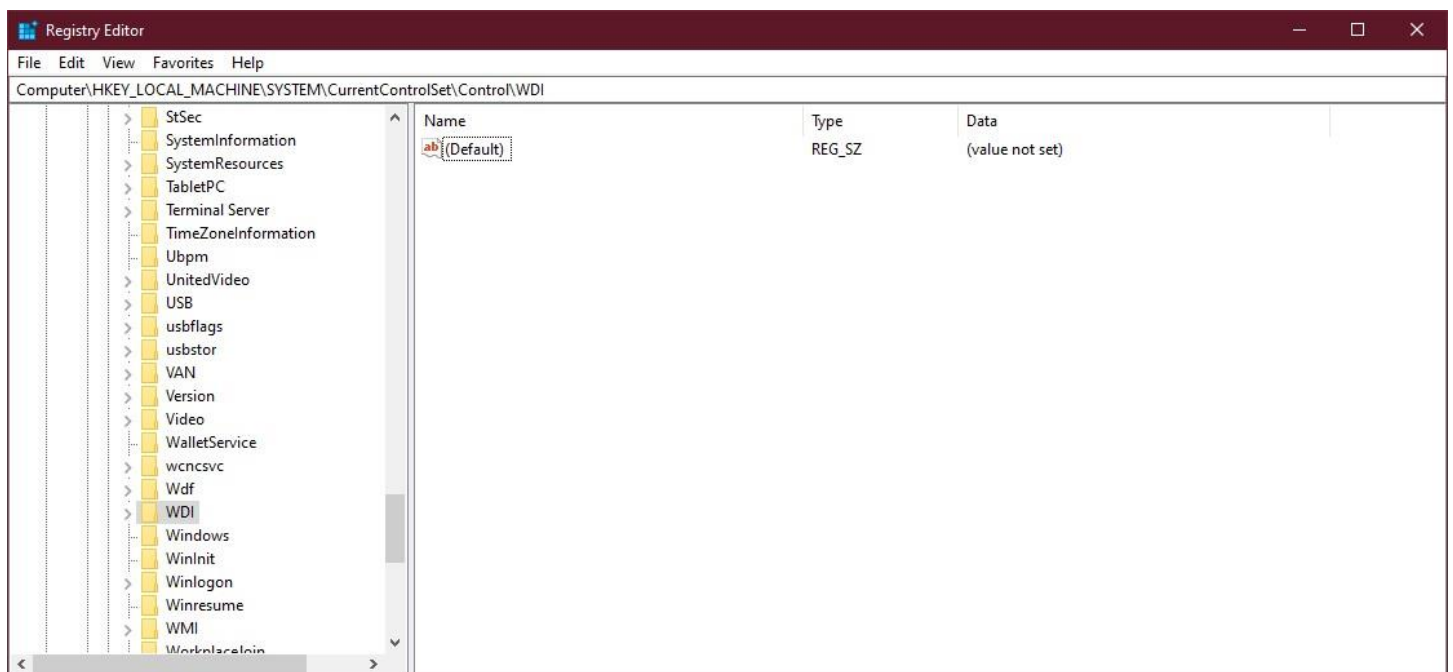 Registry Editor
File Edit View Favorites Help
Computer\HKEY_LOCAL_MACHINE\SYSTEM\CurrentControlSet\Control\WDI
StSec
SystemInformation
SystemResources
TabletPC
Terminal Server
TimeZoneInformation
Ubpm
UnitedVideo
USB
usbflags
usbstor
VAN
Version
Video
WalletService
wcncsvc
Wdf
WDI
Windows
WinInit
Winlogon
Winresume
WMI
WorkplaceJoin
Name Type Data
ab (Default) REG_SZ (value not set)